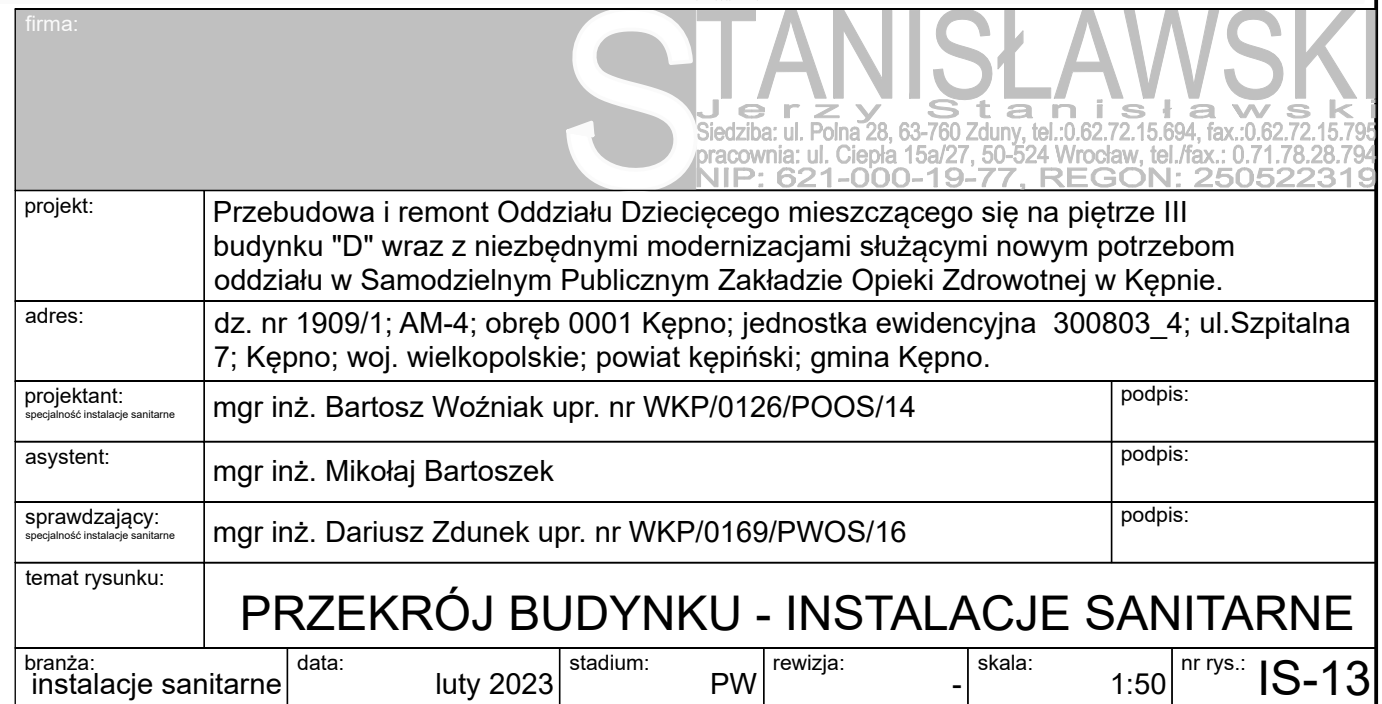 firma:
STANISŁAWSKI
Jerzy Stanisławski
Siedziba: ul. Polna 28, 63-760 Zduny, tel.:0.62.72.15.694, fax.:0.62.72.15.795
pracownia: ul. Ciepła 15a/27, 50-524 Wrocław, tel./fax.: 0.71.78.28.794
NIP: 621-000-19-77, REGON: 250522319
projekt:
Przebudowa i remont Oddziału Dziecięcego mieszczącego się na piętrze III
budynku "D" wraz z niezbędnymi modernizacjami służącymi nowym potrzebom
oddziału w Samodzielnym Publicznym Zakładzie Opieki Zdrowotnej w Kępnie.
adres:
dz. nr 1909/1; AM-4; obręb 0001 Kępno; jednostka ewidencyjna 300803_4; ul.Szpitalna
7; Kępno; woj. wielkopolskie; powiat kępiński; gmina Kępno.
projektant:
specjalność instalacje sanitarne
mgr inż. Bartosz Woźniak upr. nr WKP/0126/POOS/14
podpis:
asystent:
mgr inż. Mikołaj Bartoszek
podpis:
sprawdzający:
specjalność instalacje sanitarne
mgr inż. Dariusz Zdunek upr. nr WKP/0169/PWOS/16
podpis:
temat rysunku:
PRZEKRÓJ BUDYNKU - INSTALACJE SANITARNE
branża:
instalacje sanitarne
data:
luty 2023
stadium:
PW
rewizja:
-
skala:
1:50
nr rys.:
IS-13